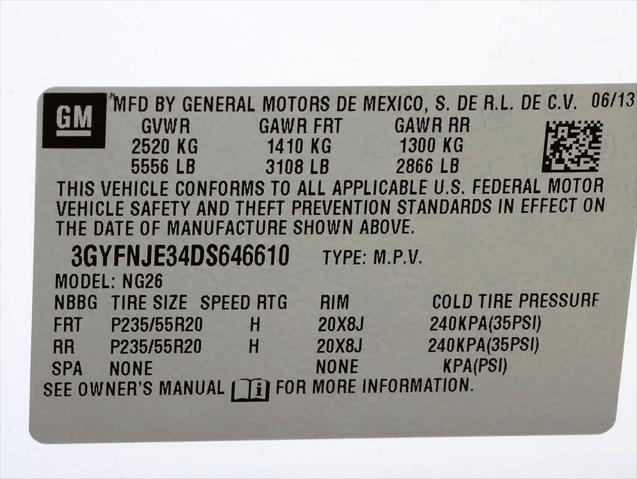 GM
MFD BY GENERAL MOTORS DE MEXICO, S. DE R.L. DE C.V. 06/13
GVWR GAWR FRT GAWR RR
2520 KG 1410 KG 1300 KG
5556 LB 3108 LB 2866 LB
THIS VEHICLE CONFORMS TO ALL APPLICABLE U.S. FEDERAL MOTOR
VEHICLE SAFETY AND THEFT PREVENTION STANDARDS IN EFFECT ON
THE DATE OF MANUFACTURE SHOWN ABOVE.
3GYFNJE34DS646610 TYPE: M.P.V.
MODEL: NG26
NBBG TIRE SIZE SPEED RTG RIM COLD TIRE PRESSURE
FRT P235/55R20 H 20X8J 240KPA(35PSI)
RR P235/55R20 H 20X8J 240KPA(35PSI)
SPA NONE NONE KPA(PSI)
SEE OWNER'S MANUAL FOR MORE INFORMATION.